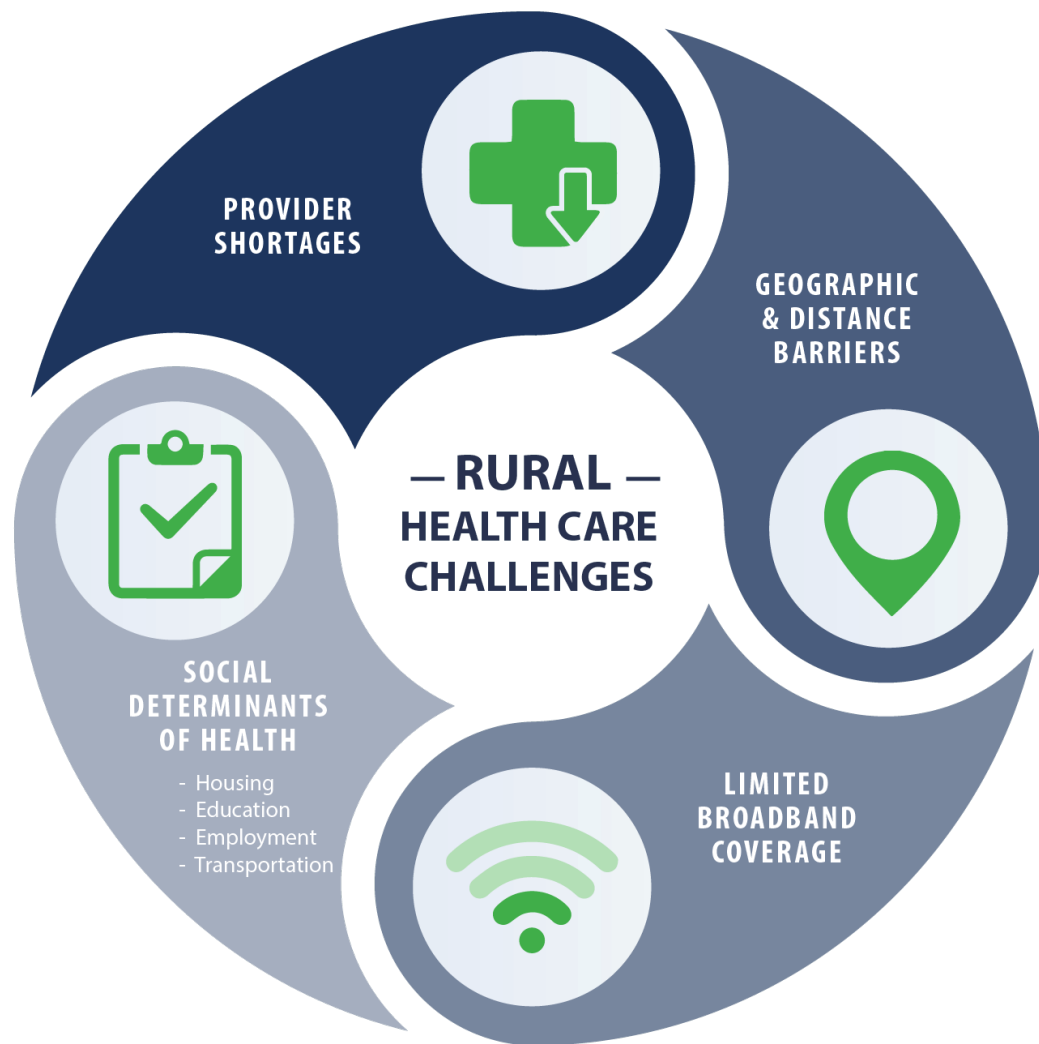 PROVIDER
SHORTAGES
GEOGRAPHIC
& DISTANCE
BARRIERS
— RURAL —
HEALTH CARE
CHALLENGES
SOCIAL
DETERMINANTS
OF HEALTH
- Housing
- Education
- Employment
- Transportation
LIMITED
BROADBAND
COVERAGE